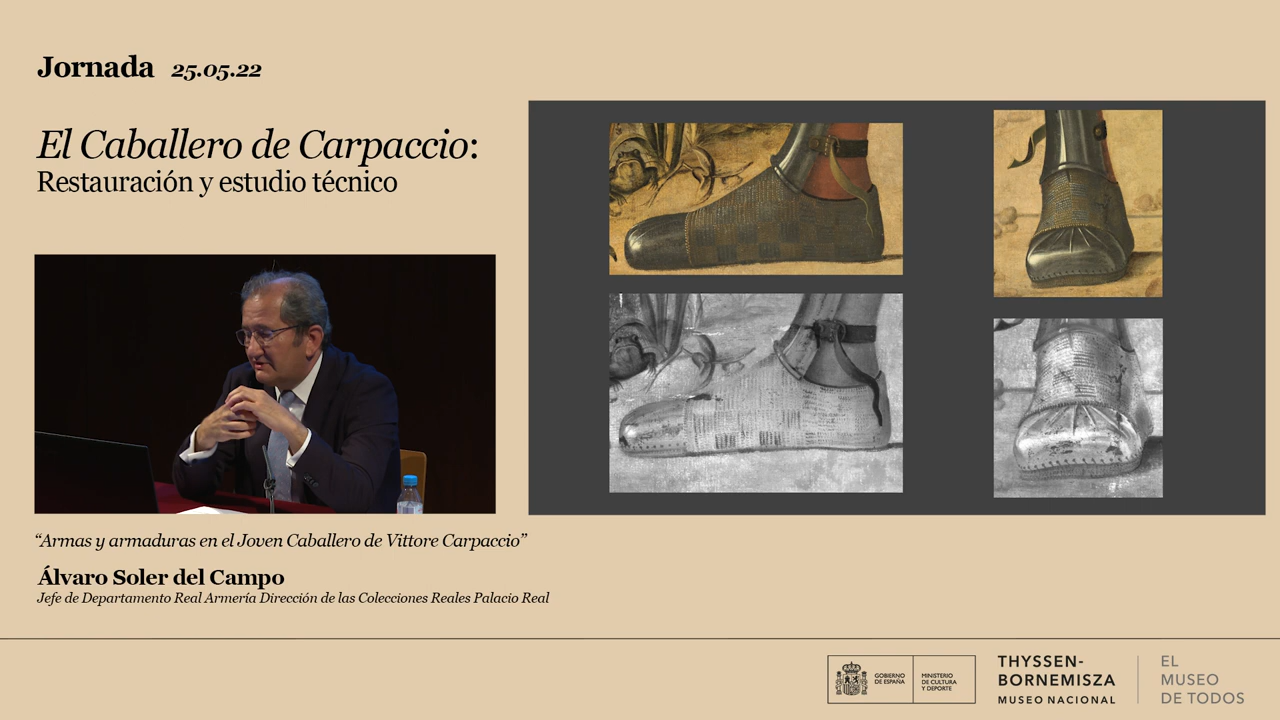 Jornada 25.05.22
El Caballero de Carpaccio:
Restauración y estudio técnico
“Armas y armaduras en el Joven Caballero de Vittore Carpaccio”
Álvaro Soler del Campo
Jefe de Departamento Real Armería Dirección de las Colecciones Reales Palacio Real
GOBIERNO
DE ESPAÑA
MINISTERIO
DE CULTURA
Y DEPORTE
THYSSEN-
BORNEMISZA
MUSEO NACIONAL
EL
MUSEO
DE TODOS